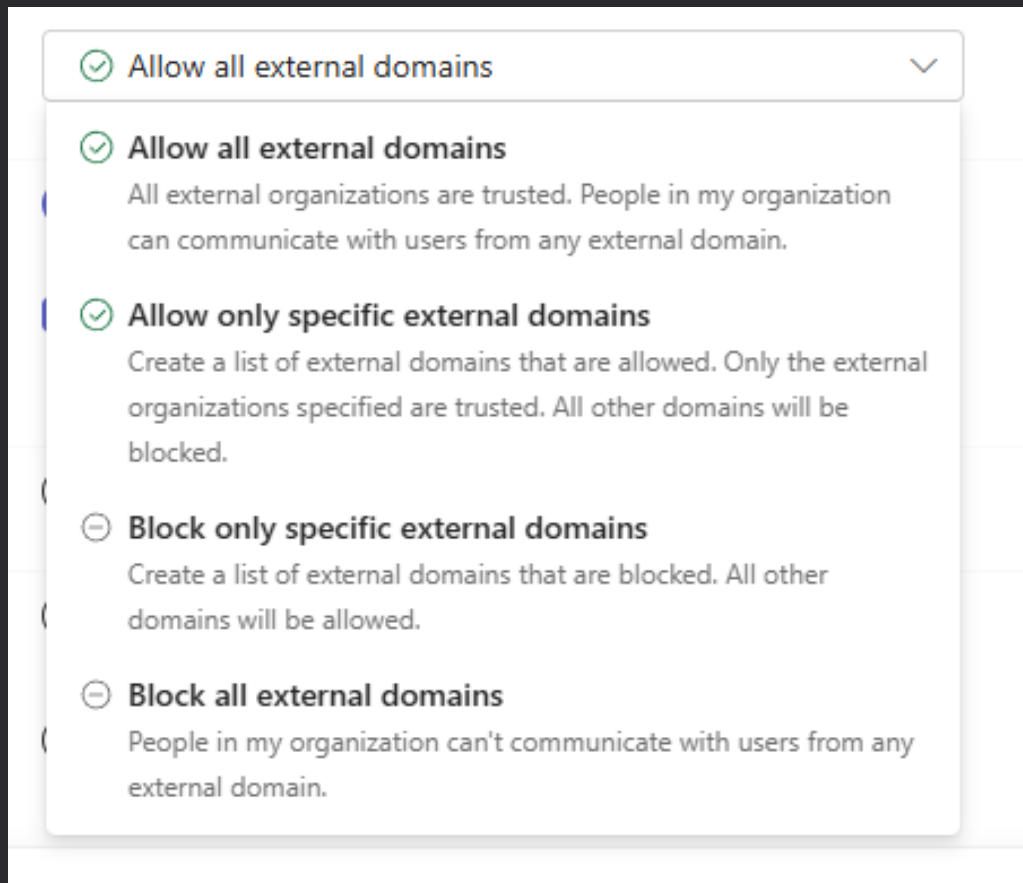 Allow all external domains
Allow all external domains
All external organizations are trusted. People in my organization
can communicate with users from any external domain.
Allow only specific external domains
Create a list of external domains that are allowed. Only the external
organizations specified are trusted. All other domains will be
blocked.
Block only specific external domains
Create a list of external domains that are blocked. All other
domains will be allowed.
Block all external domains
People in my organization can't communicate with users from any
external domain.